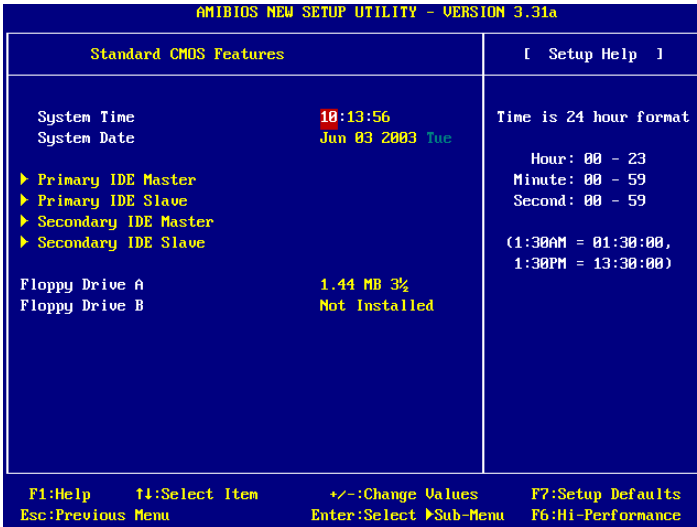 AMIBIOS NEW SETUP UTILITY - VERSION 3.31a
Standard CMOS Features
[ Setup Help ]
System Time 10:13:56
System Date Jun 03 2003 Tue
▶ Primary IDE Master
▶ Primary IDE Slave
▶ Secondary IDE Master
▶ Secondary IDE Slave
Floppy Drive A 1.44 MB 3½
Floppy Drive B Not Installed
Time is 24 hour format
Hour: 00 - 23
Minute: 00 - 59
Second: 00 - 59
(1:30AM = 01:30:00,
1:30PM = 13:30:00)
F1:Help ↑↓:Select Item +/-:Change Values F7:Setup Defaults
Esc:Previous Menu Enter:Select ▶Sub-Menu F6:Hi-Performance